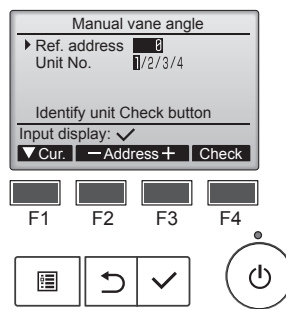 Manual vane angle
Ref. address 0
Unit No. 1/2/3/4
Identify unit Check button
Input display: ✓
▼Cur. −Address+ Check
F1 F2 F3 F4